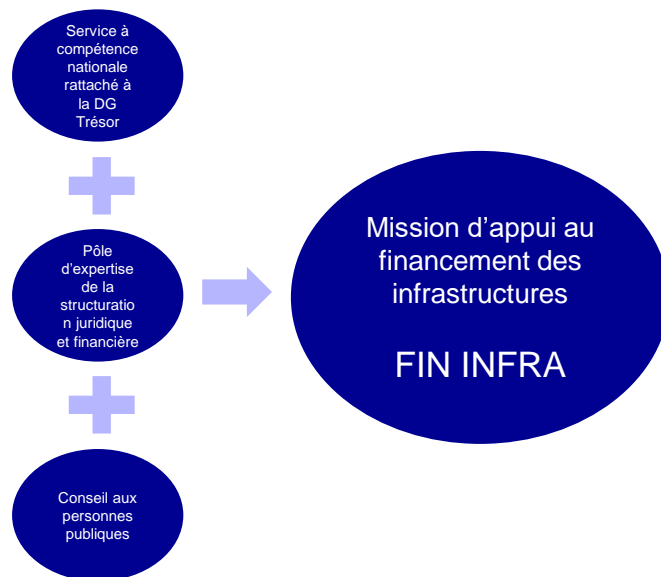 Service à
compétence
nationale
rattaché à
la DG
Trésor
Pôle
d'expertise
de la
structuratio
n juridique
et financière
Conseil aux
personnes
publiques
Mission d'appui au
financement des
infrastructures
FIN INFRA